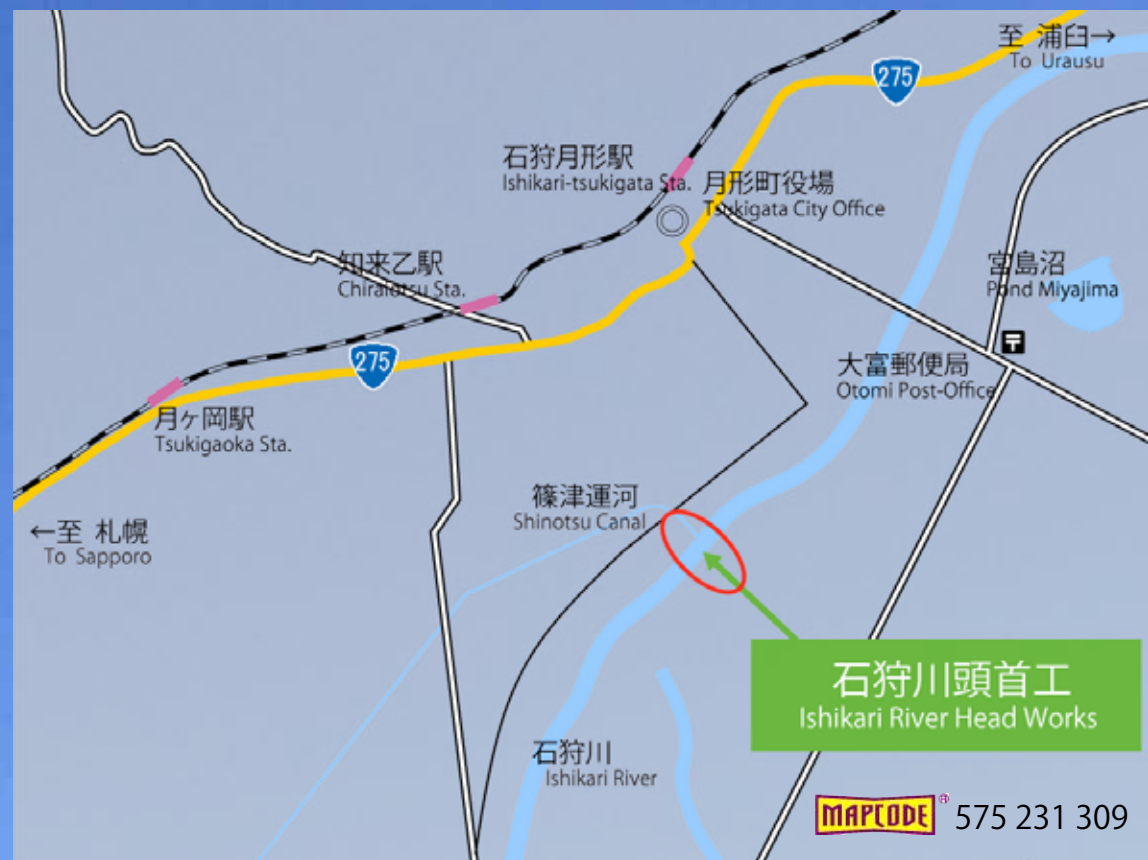 至 浦臼→
To Urausu
275
石狩月形駅
Ishikari-tsukigata Sta.
月形町役場
Tsukigata City Office
知来乙駅
Chiraiotsu Sta.
宮島沼
Pond Miyajima
〒
275
大富郵便局
Otomi Post-Office
月ヶ岡駅
Tsukigaoka Sta.
篠津運河
Shinotsu Canal
←至 札幌
To Sapporo
石狩川頭首工
Ishikari River Head Works
石狩川
Ishikari River
MAPCODE® 575 231 309